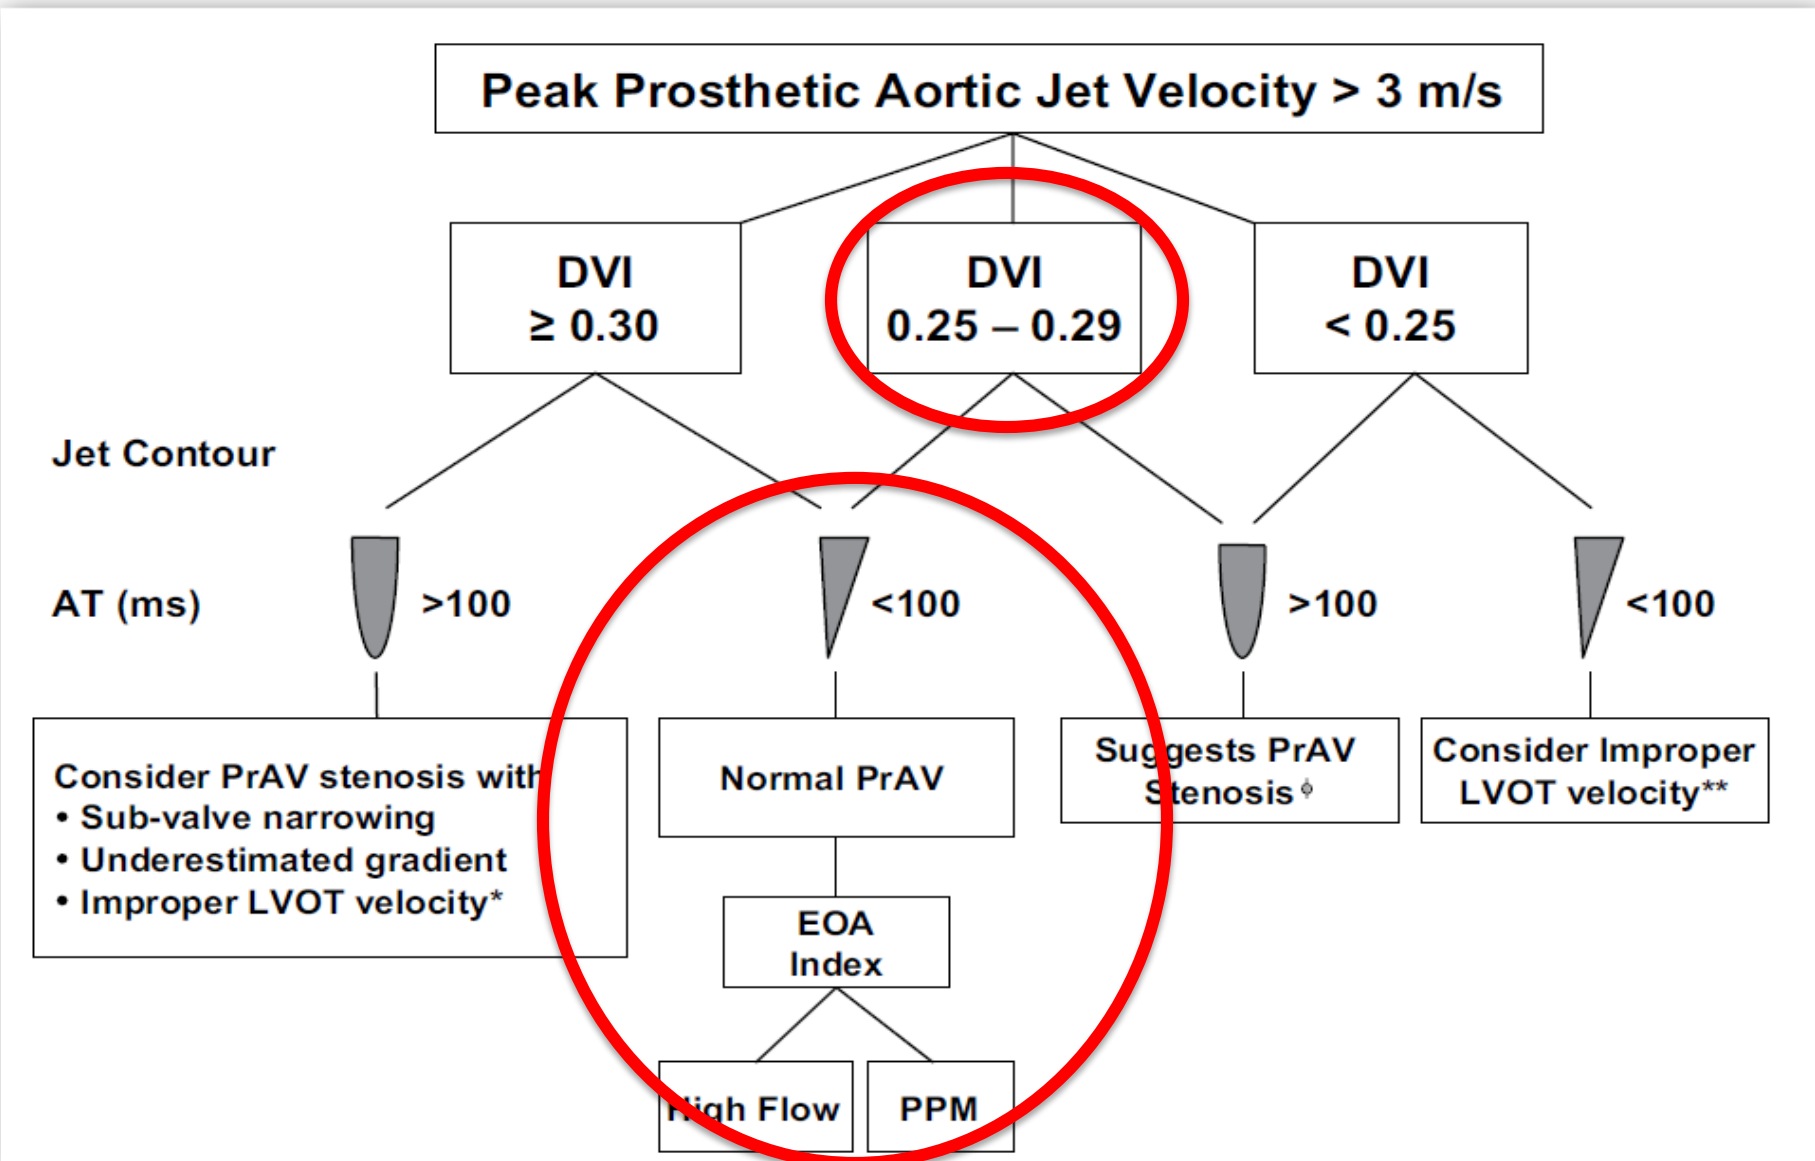 Peak Prosthetic Aortic Jet Velocity > 3 m/s
DVI
≥ 0.30
DVI
0.25 – 0.29
DVI
< 0.25
Jet Contour
AT (ms)
>100
<100
>100
<100
Consider PrAV stenosis with
• Sub-valve narrowing
• Underestimated gradient
• Improper LVOT velocity*
Normal PrAV
Suggests PrAV
Stenosisϕ
Consider Improper
LVOT velocity**
EOA
Index
High Flow
PPM